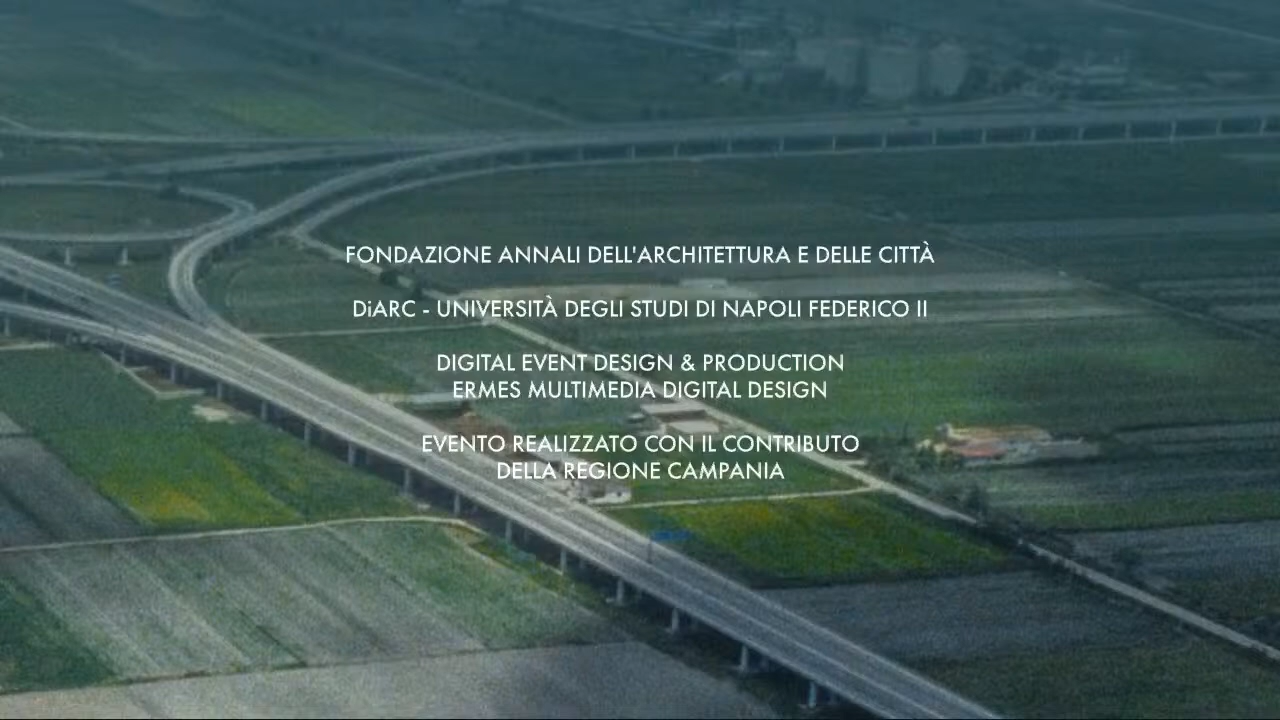 FONDAZIONE ANNALI DELL'ARCHITETTURA E DELLE CITTÀ
DiARC - UNIVERSITÀ DEGLI STUDI DI NAPOLI FEDERICO II
DIGITAL EVENT DESIGN & PRODUCTION
ERMES MULTIMEDIA DIGITAL DESIGN
EVENTO REALIZZATO CON IL CONTRIBUTO
DELLA REGIONE CAMPANIA